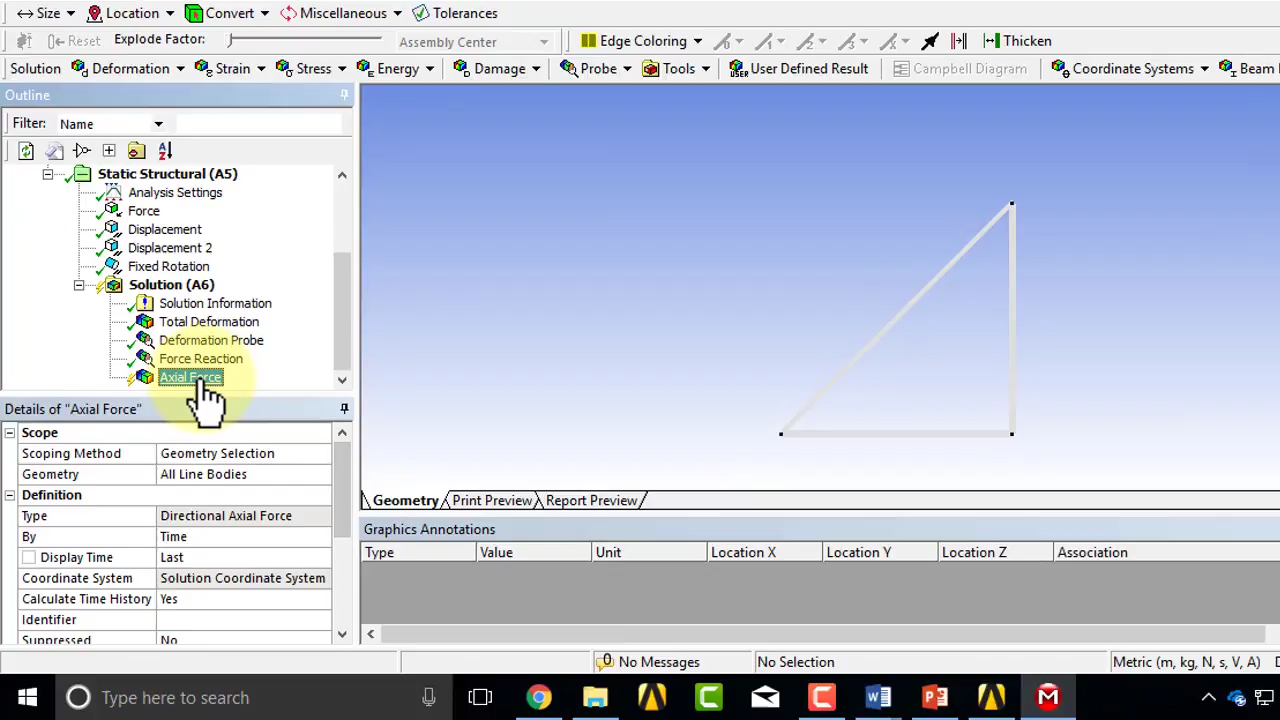 Size Location Convert Miscellaneous Tolerances
Reset Explode Factor: Assembly Center Edge Coloring Thicken
Solution Deformation Strain Stress Energy Damage Probe Tools User Defined Result Campbell Diagram Coordinate Systems Beam
Outline
Filter: Name
Static Structural (A5)
Analysis Settings
Force
Displacement
Displacement 2
Fixed Rotation
Solution (A6)
Solution Information
Total Deformation
Deformation Probe
Force Reaction
Axial Force
Details of "Axial Force"
Scope
Scoping Method Geometry Selection
Geometry All Line Bodies
Definition
Type Directional Axial Force
By Time
Display Time Last
Coordinate System Solution Coordinate System
Calculate Time History Yes
Identifier
Suppressed No
Geometry Print Preview Report Preview
Graphics Annotations
Type Value Unit Location X Location Y Location Z Association
0 No Messages No Selection Metric (m, kg, N, s, V, A)
Type here to search